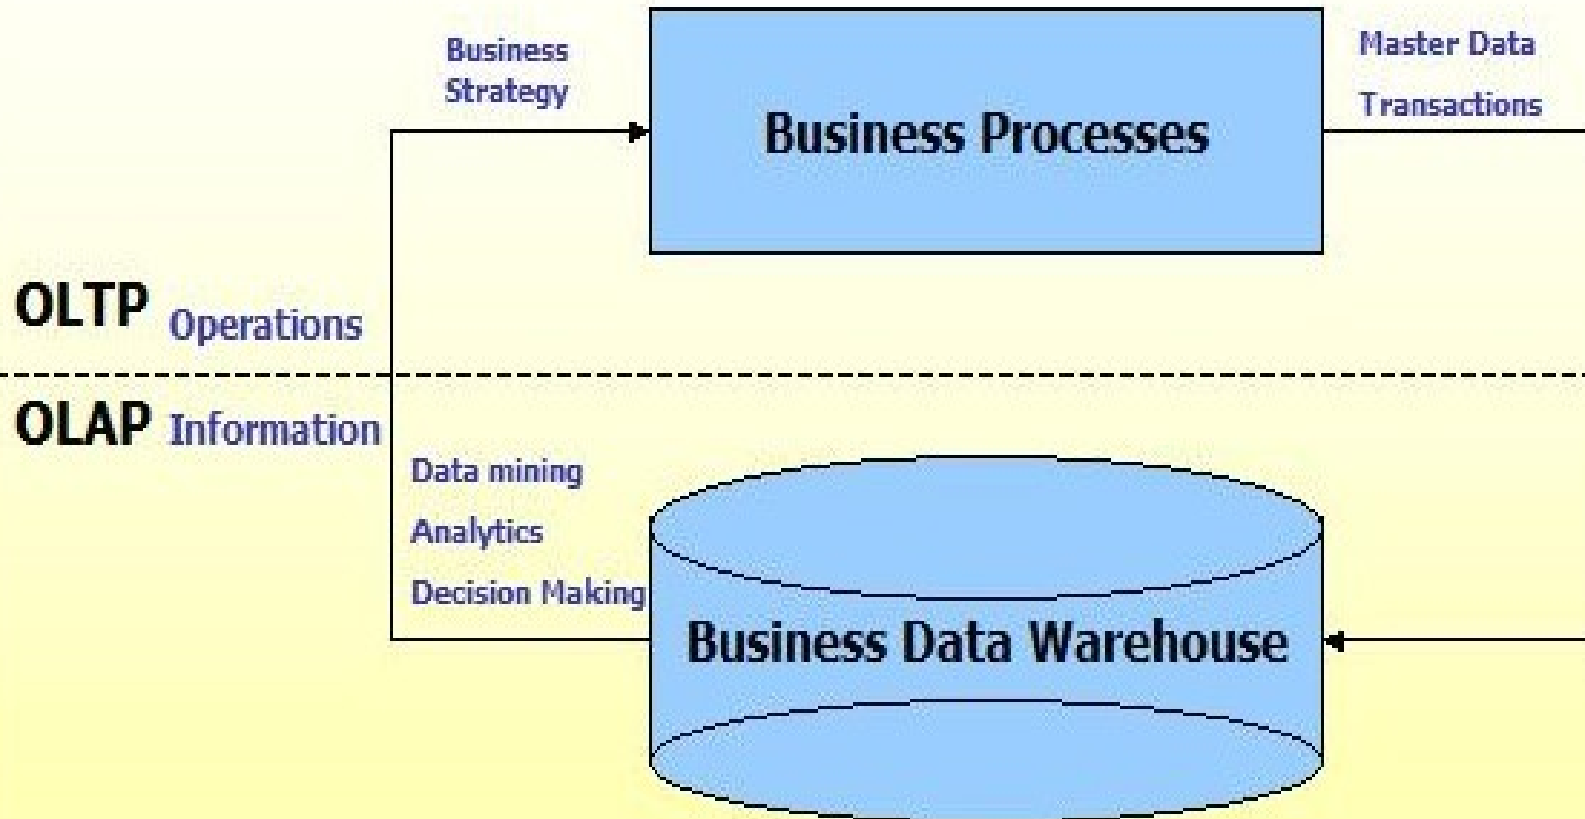 Business
Strategy
Business Processes
Master Data
Transactions
OLTP Operations
OLAP Information
Data mining
Analytics
Decision Making
Business Data Warehouse